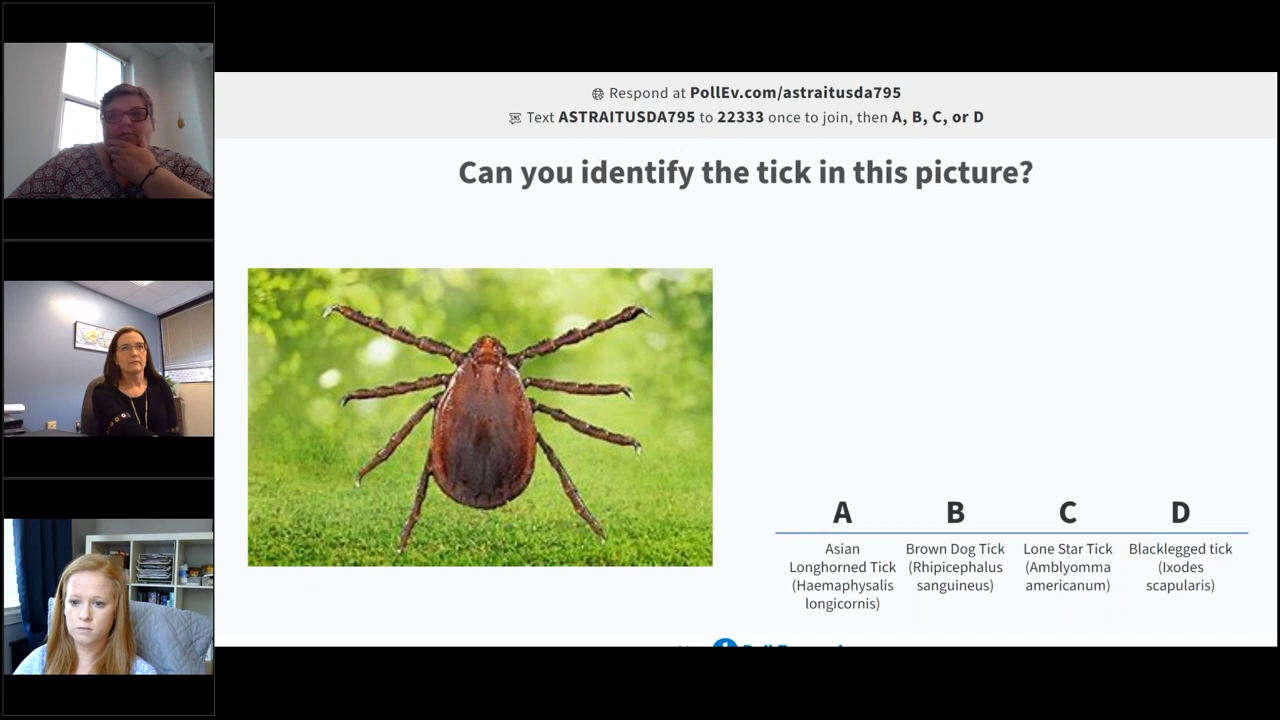 Respond at PollEv.com/astraitusda795
Text ASTRAITUSDA795 to 22333 once to join, then A, B, C, or D
Can you identify the tick in this picture?
A
B
C
D
Asian
Longhorned Tick
(Haemaphysalis
longicornis)
Brown Dog Tick
(Rhipicephalus
sanguineus)
Lone Star Tick
(Amblyomma
americanum)
Blacklegged tick
(Ixodes
scapularis)